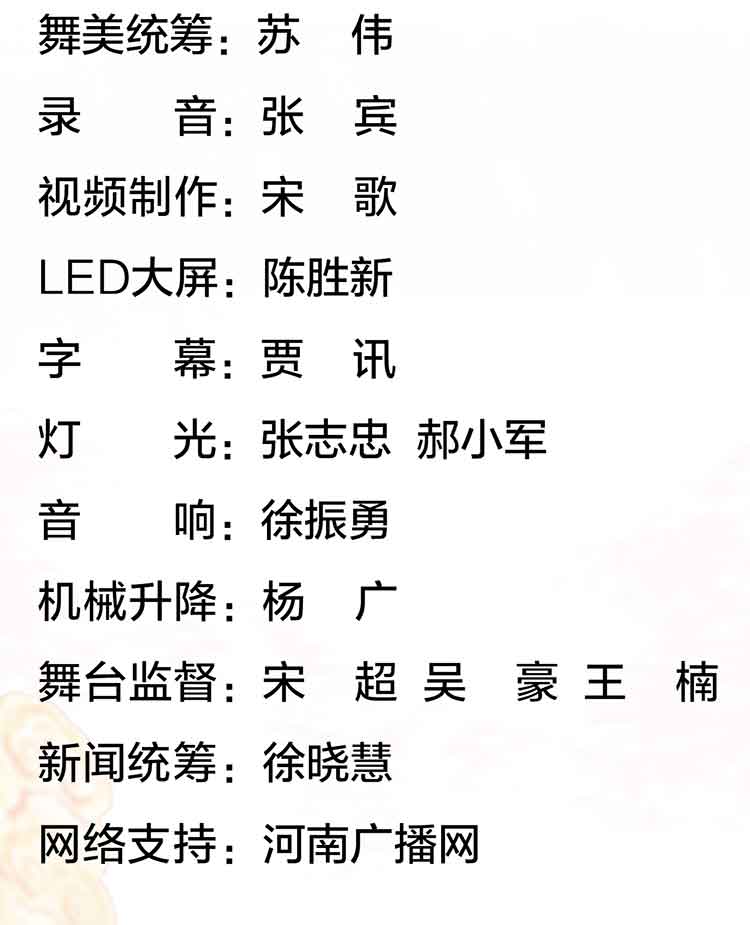 舞美统筹：苏　伟
录　　音：张　宾
视频制作：宋　歌
LED大屏：陈胜新
字　　幕：贾　讯
灯　　光：张志忠 郝小军
音　　响：徐振勇
机械升降：杨　广
舞台监督：宋　超 吴　豪 王　楠
新闻统筹：徐晓慧
网络支持：河南广播网